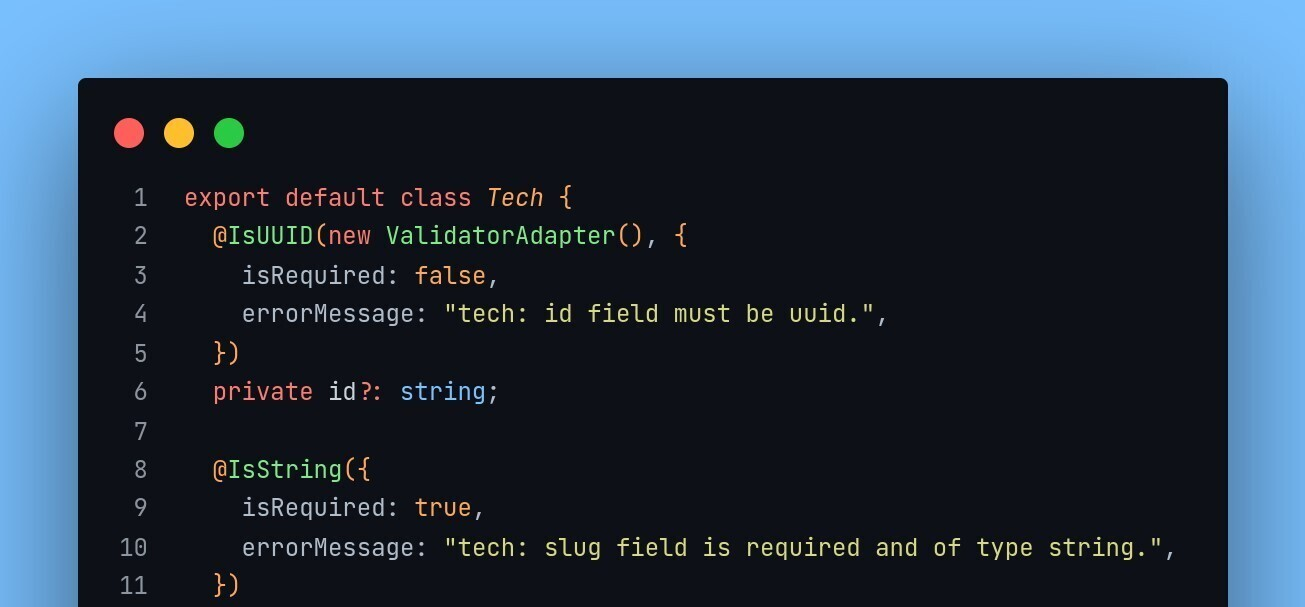 1 export default class Tech {
2 @IsUUID(new ValidatorAdapter(), {
3 isRequired: false,
4 errorMessage: "tech: id field must be uuid.",
5 })
6 private id?: string;
7
8 @IsString({
9 isRequired: true,
10 errorMessage: "tech: slug field is required and of type string.",
11 })